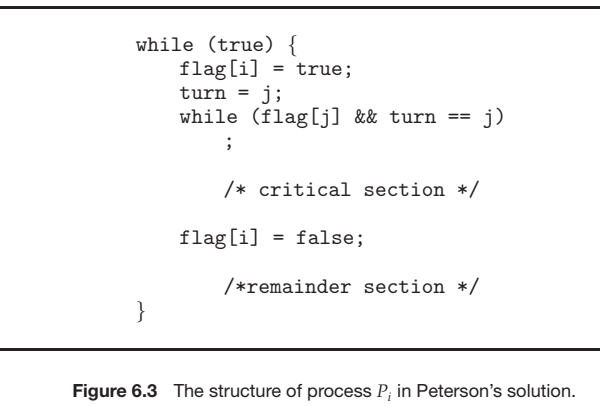 while (true) {
flag[i] = true;
turn = j;
while (flag[j] && turn == j)
;
/* critical section */
flag[i] = false;
/*remainder section */
}
Figure 6.3 The structure of process Pi in Peterson's solution.